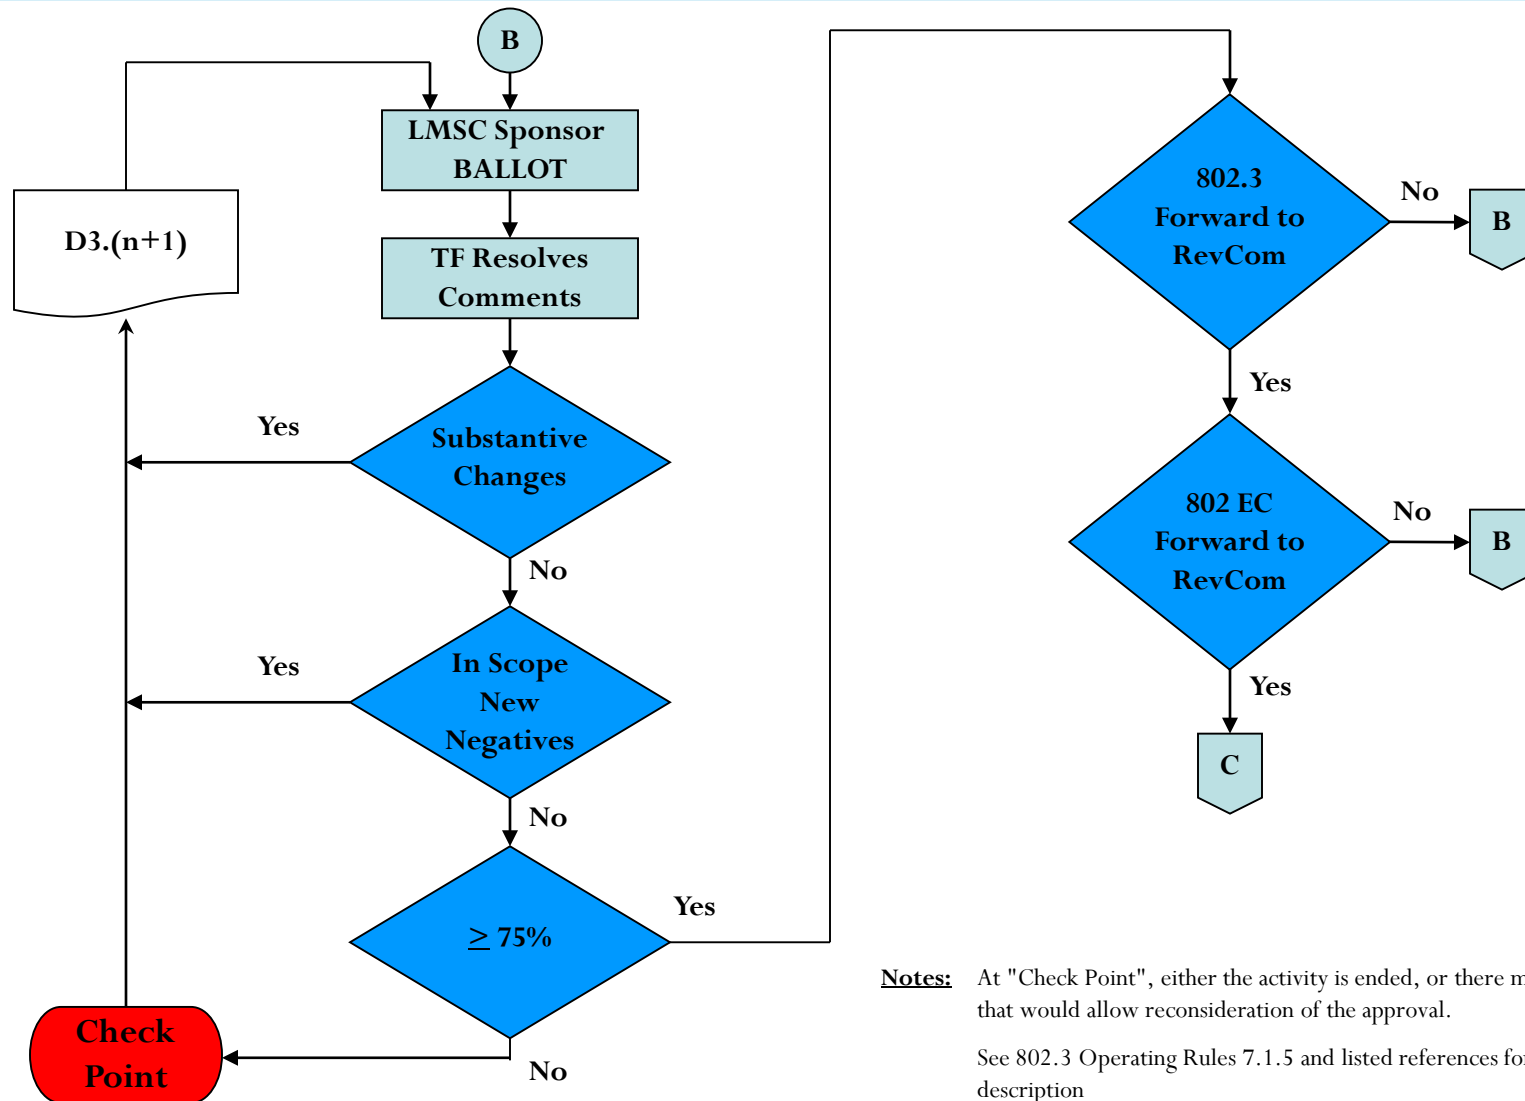 B
LMSC Sponsor
BALLOT
D3.(n+1)
TF Resolves
Comments
Substantive
Changes
Yes
No
In Scope
New
Negatives
Yes
No
≥ 75%
Yes
No
Check
Point
802.3
Forward to
RevCom
No
B
Yes
802 EC
Forward to
RevCom
No
B
Yes
C
Notes: At "Check Point", either the activity is ended, or there
that would allow reconsideration of the approval.
See 802.3 Operating Rules 7.1.5 and listed references for
description